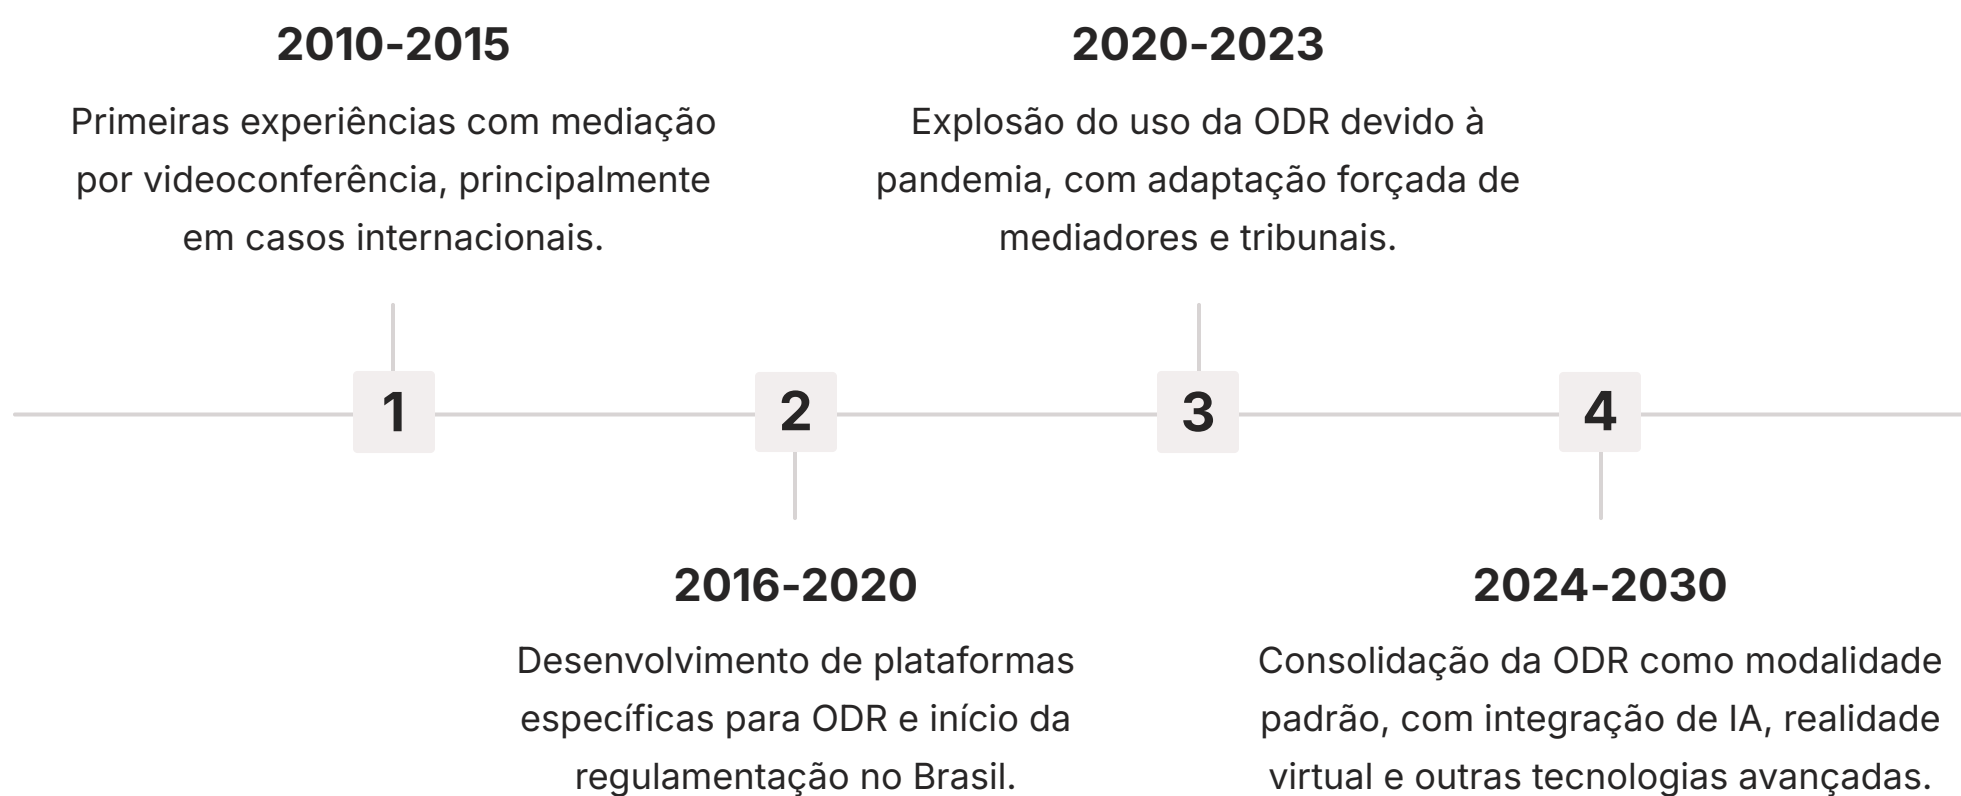 2010-2015
Primeiras experiências com mediação
por videoconferência, principalmente
em casos internacionais.
2020-2023
Explosão do uso da ODR devido à
pandemia, com adaptação forçada de
mediadores e tribunais.
1
2
3
4
2016-2020
Desenvolvimento de plataformas
específicas para ODR e início da
regulamentação no Brasil.
2024-2030
Consolidação da ODR como modalidade
padrão, com integração de IA, realidade
virtual e outras tecnologias avançadas.